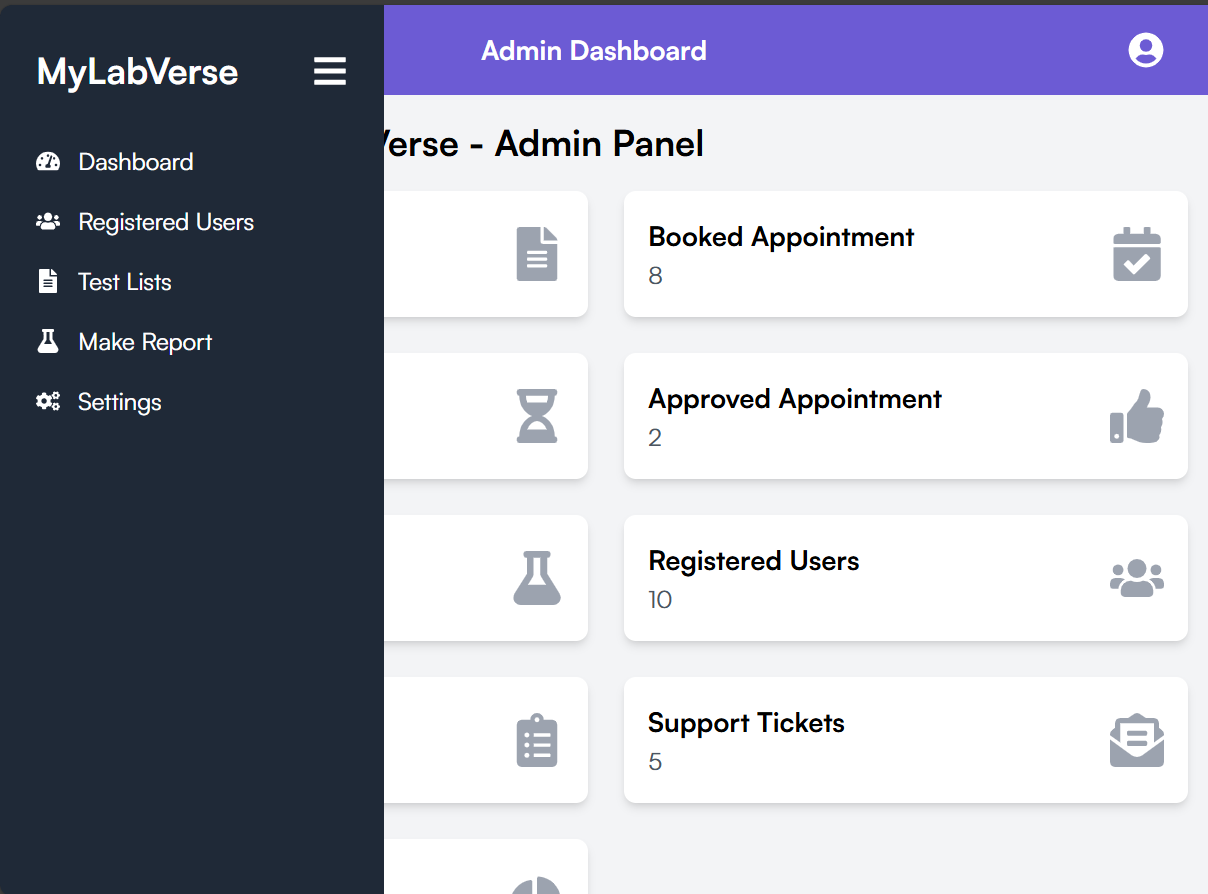 MyLabVerse
Dashboard
Registered Users
Test Lists
Make Report
Settings
Admin Dashboard
Verse - Admin Panel
Booked Appointment
8
Approved Appointment
2
Registered Users
10
Support Tickets
5